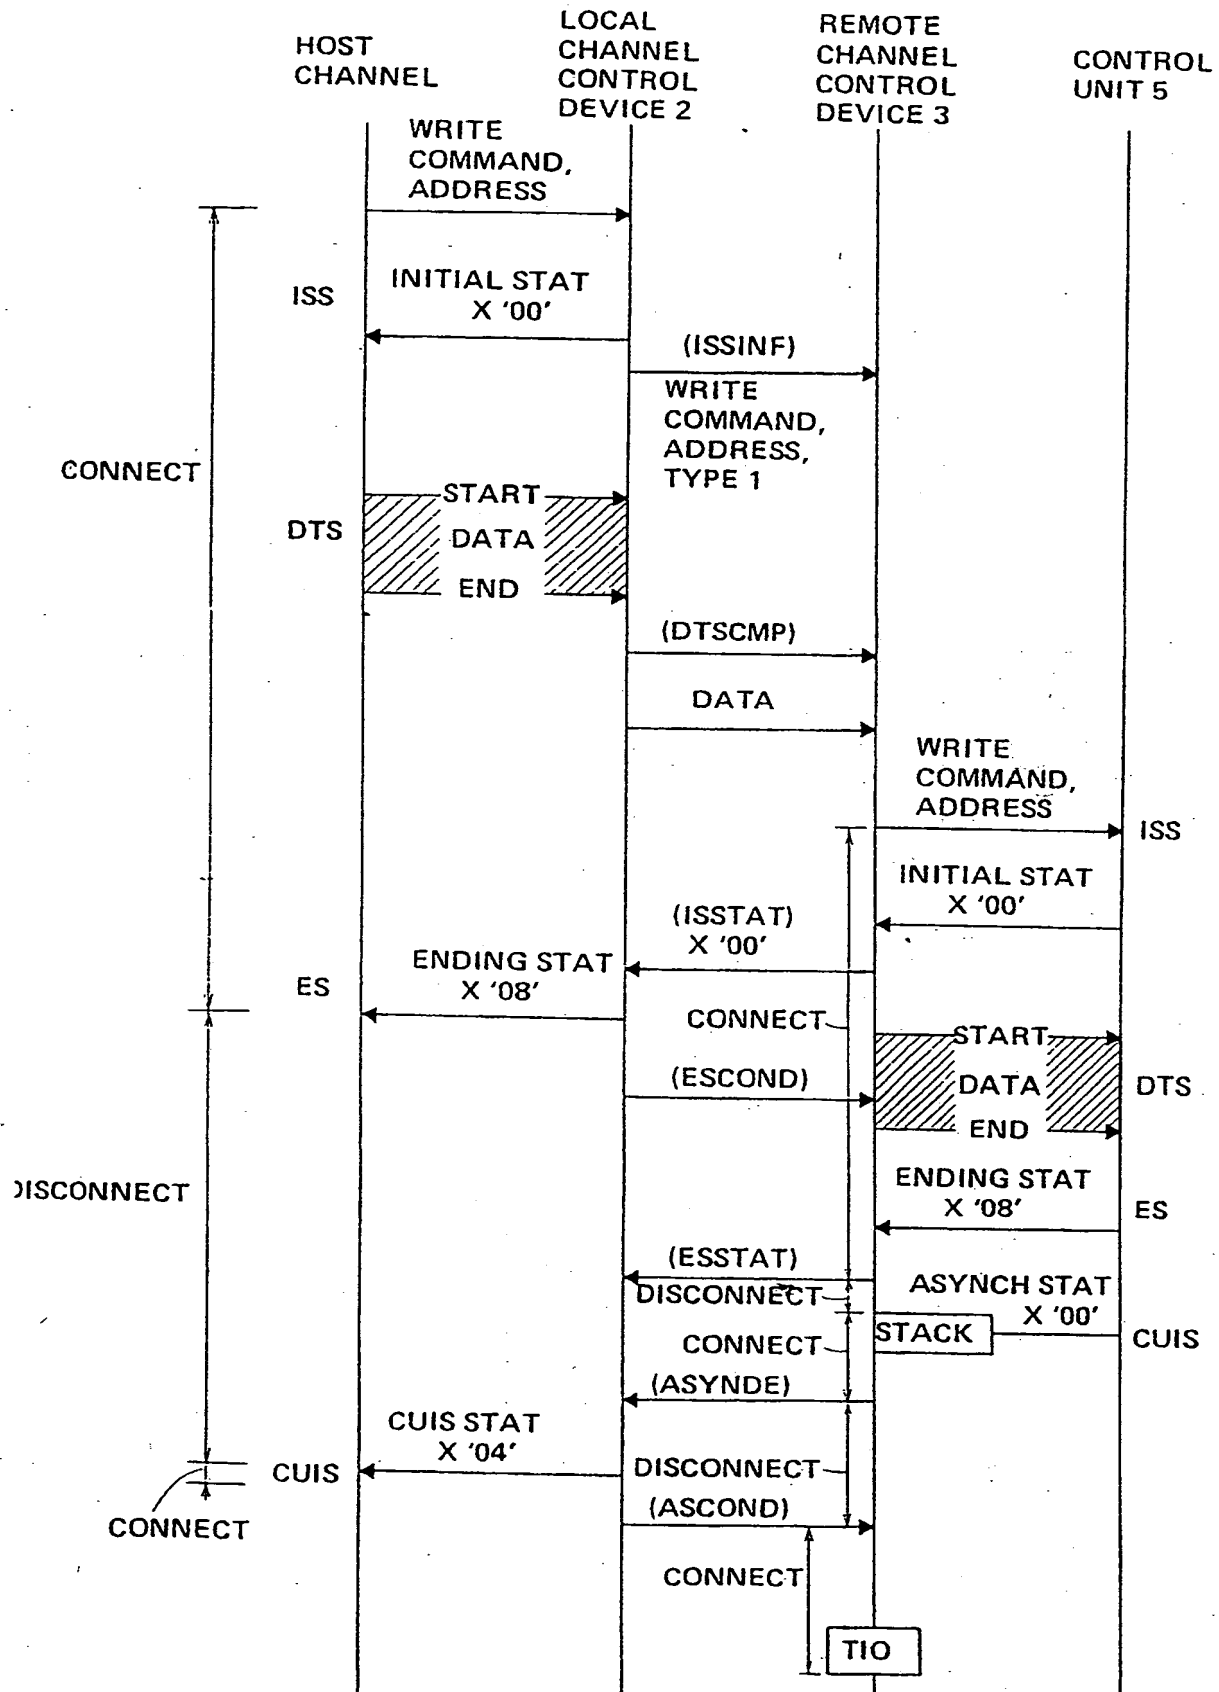 HOST
CHANNEL
LOCAL
CHANNEL
CONTROL
DEVICE 2
REMOTE
CHANNEL
CONTROL
DEVICE 3
CONTROL
UNIT 5
WRITE
COMMAND,
ADDRESS
ISS
INITIAL STAT
X '00'
(ISSINF)
WRITE
COMMAND,
ADDRESS,
TYPE 1
CONNECT
DTS
START
DATA
END
(DTSCMP)
DATA
WRITE
COMMAND,
ADDRESS
ISS
INITIAL STAT
X '00'
(ISSTAT)
X '00'
ES
ENDING STAT
X '08'
CONNECT
START
DATA
END
DTS
(ESCOND)
ENDING STAT
X '08'
ES
DISCONNECT
(ESSTAT)
DISCONNECT
ASYNCH STAT
X '00'
STACK
CUIS
CONNECT
(ASYNDE)
CUIS STAT
X '04'
CUIS
DISCONNECT
(ASCOND)
CONNECT
CONNECT
TIO